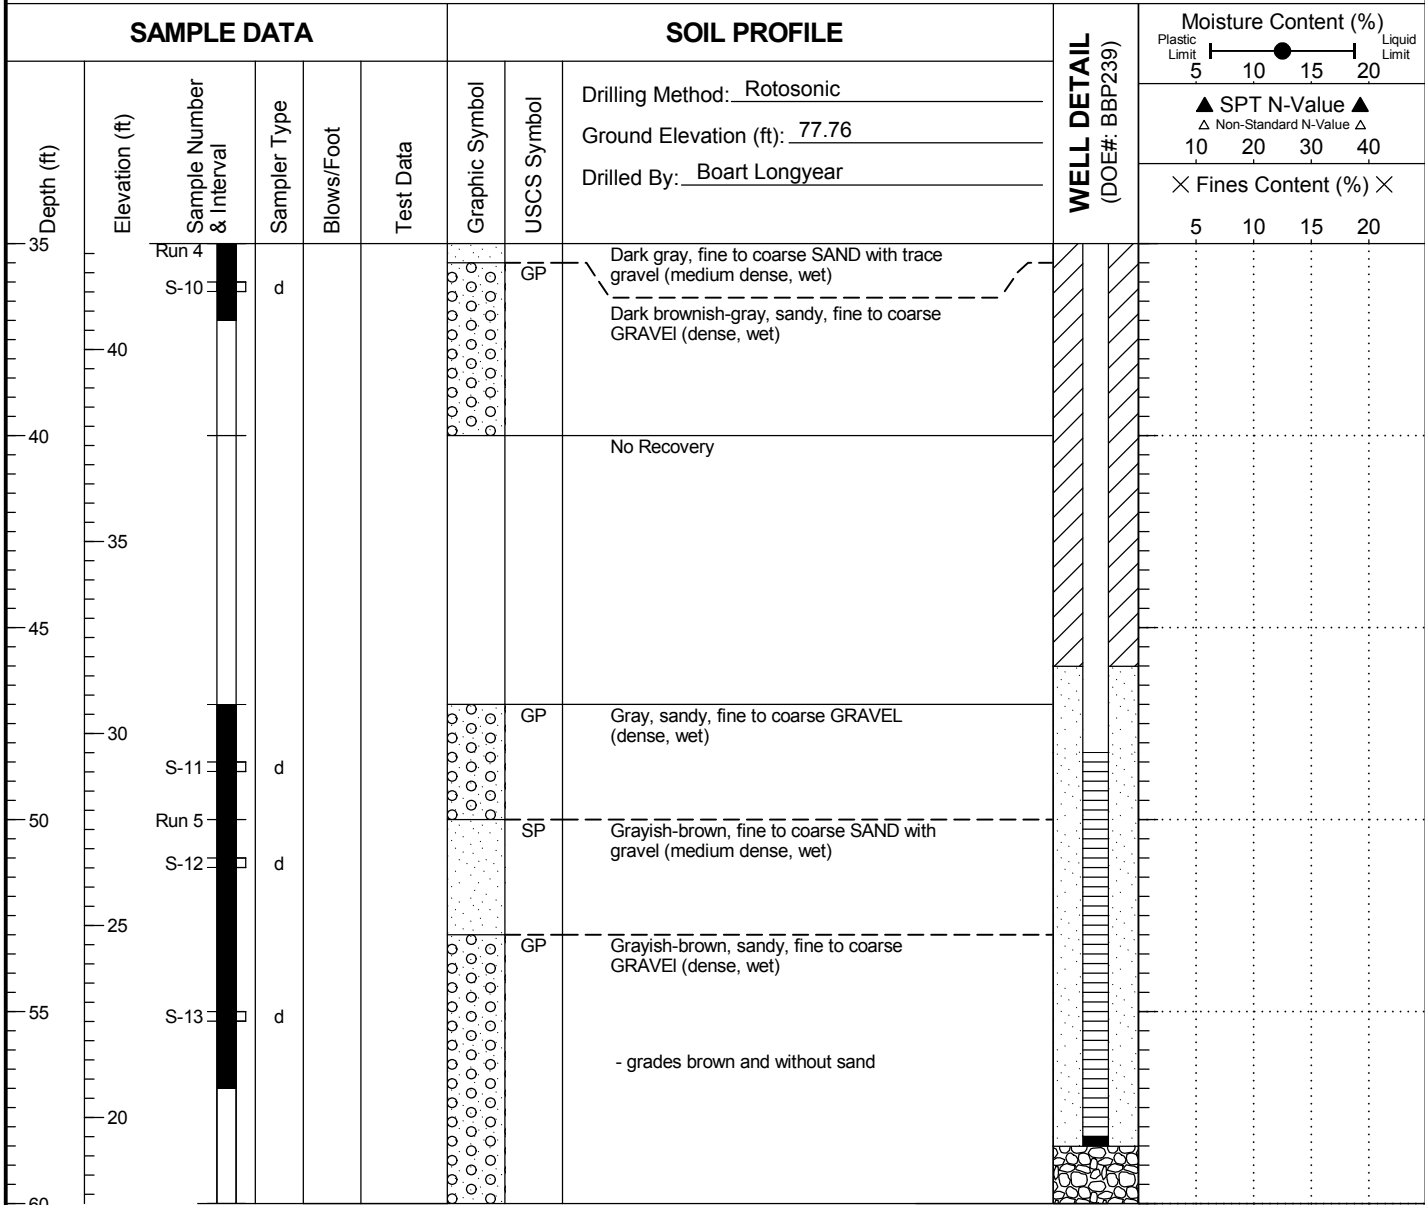 SAMPLE DATA
SOIL PROFILE
Depth (ft)
Elevation (ft)
Sample Number
& Interval
Sampler Type
Blows/Foot
Test Data
Graphic Symbol
USCS Symbol
Drilling Method: Rotosonic
Ground Elevation (ft): 77.76
Drilled By: Boart Longyear
WELL DETAIL
(DOE#: BBP239)
Moisture Content (%)
Plastic Limit
Liquid Limit
5 10 15 20
▲ SPT N-Value ▲
△ Non-Standard N-Value △
10 20 30 40
× Fines Content (%) ×
5 10 15 20
35
Run 4
Dark gray, fine to coarse SAND with trace
gravel (medium dense, wet)
S-10 d
GP
Dark brownish-gray, sandy, fine to coarse
GRAVEl (dense, wet)
40
40
No Recovery
35
45
GP
Gray, sandy, fine to coarse GRAVEL
(dense, wet)
30
S-11 d
50
Run 5
SP
Grayish-brown, fine to coarse SAND with
gravel (medium dense, wet)
S-12 d
25
GP
Grayish-brown, sandy, fine to coarse
GRAVEl (dense, wet)
55
S-13 d
- grades brown and without sand
20
60